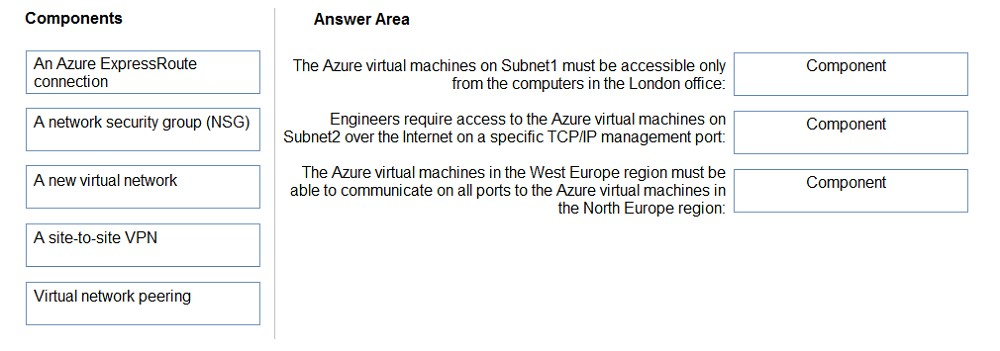 Components
An Azure ExpressRoute
connection
A network security group (NSG)
A new virtual network
A site-to-site VPN
Virtual network peering
Answer Area
The Azure virtual machines on Subnet1 must be accessible only
from the computers in the London office:
Component
Engineers require access to the Azure virtual machines on
Subnet2 over the Internet on a specific TCP/IP management port:
Component
The Azure virtual machines in the West Europe region must be
able to communicate on all ports to the Azure virtual machines in
the North Europe region:
Component